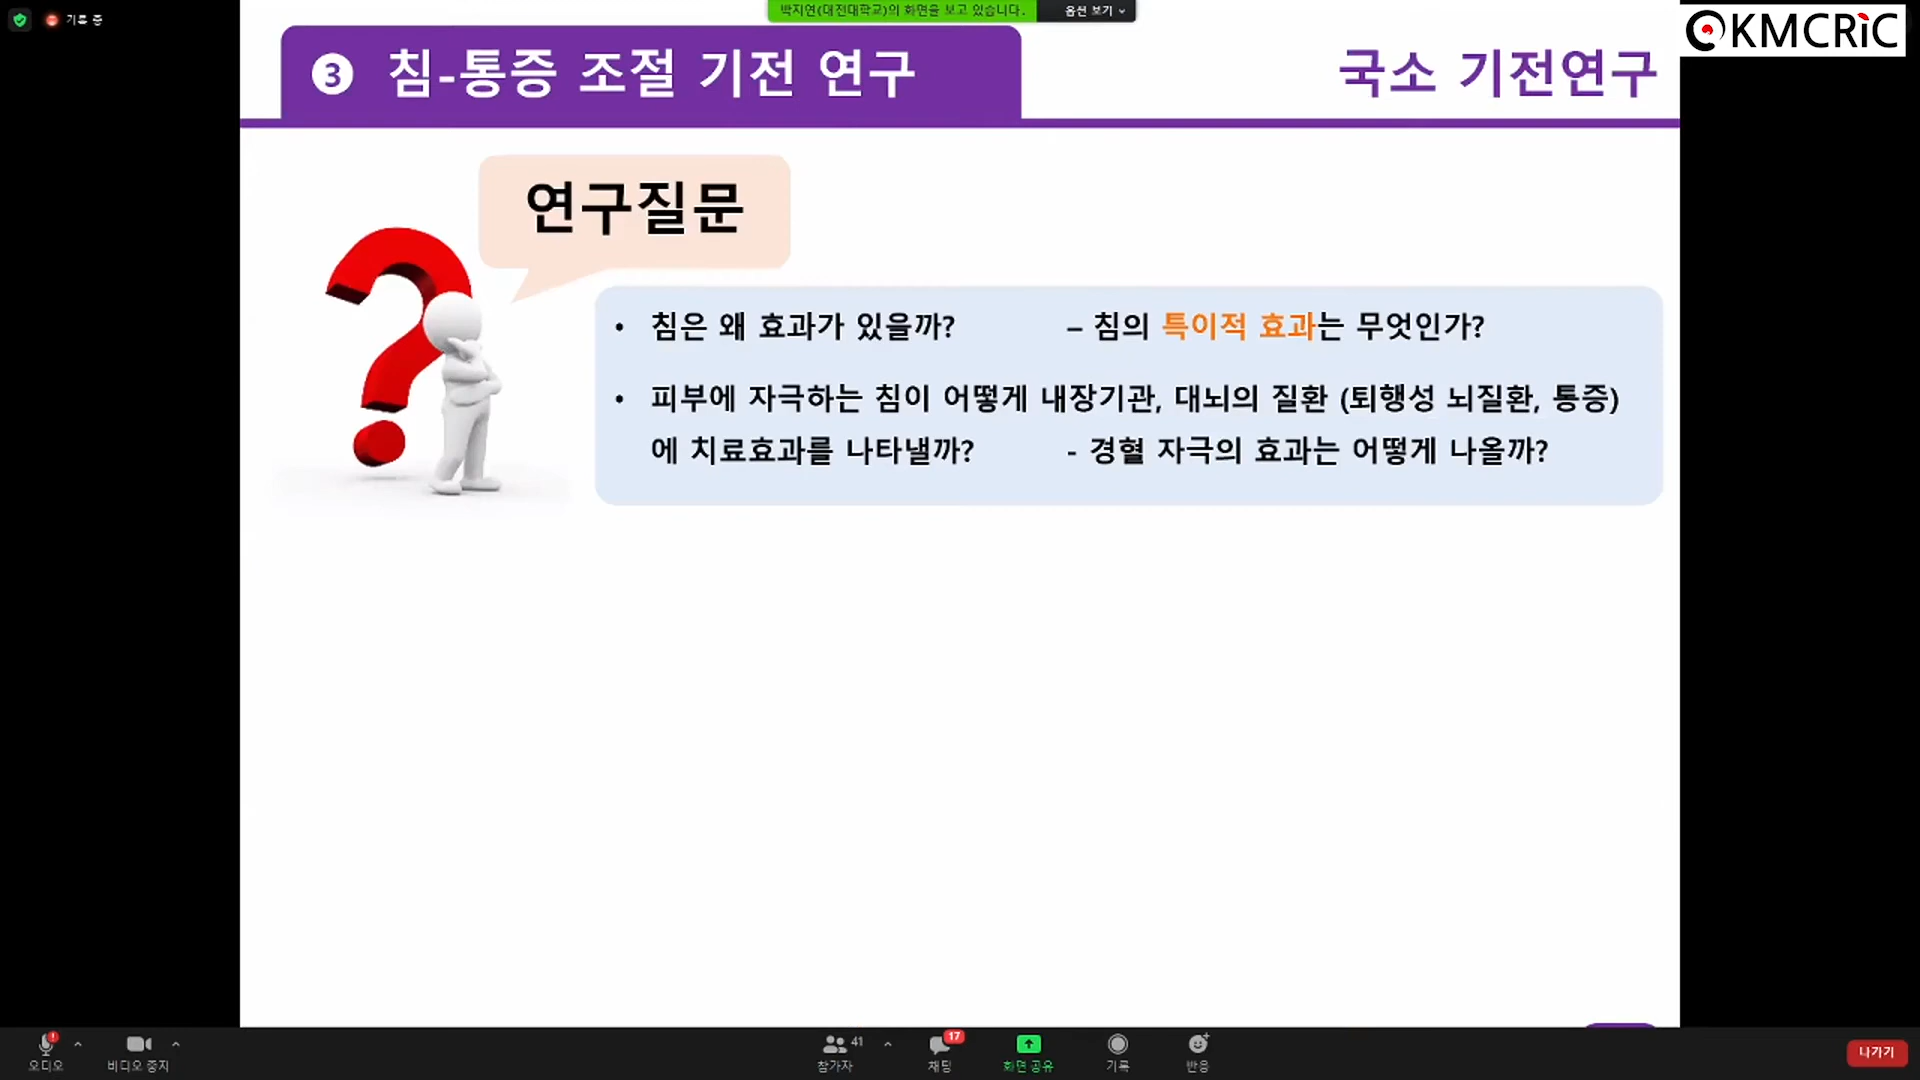 기록 중
박지연(대전대학교)의 화면을 보고 있습니다.
옵션 보기
KMCRiC
3 침-통증 조절 기전 연구
국소 기전연구
연구질문
• 침은 왜 효과가 있을까? – 침의 특이적 효과는 무엇인가?
• 피부에 자극하는 침이 어떻게 내장기관, 대뇌의 질환 (퇴행성 뇌질환, 통증)
에 치료효과를 나타낼까? - 경혈 자극의 효과는 어떻게 나올까?
오디오
비디오 중지
41
참가자
17
채팅
화면 공유
기록
반응
나가기